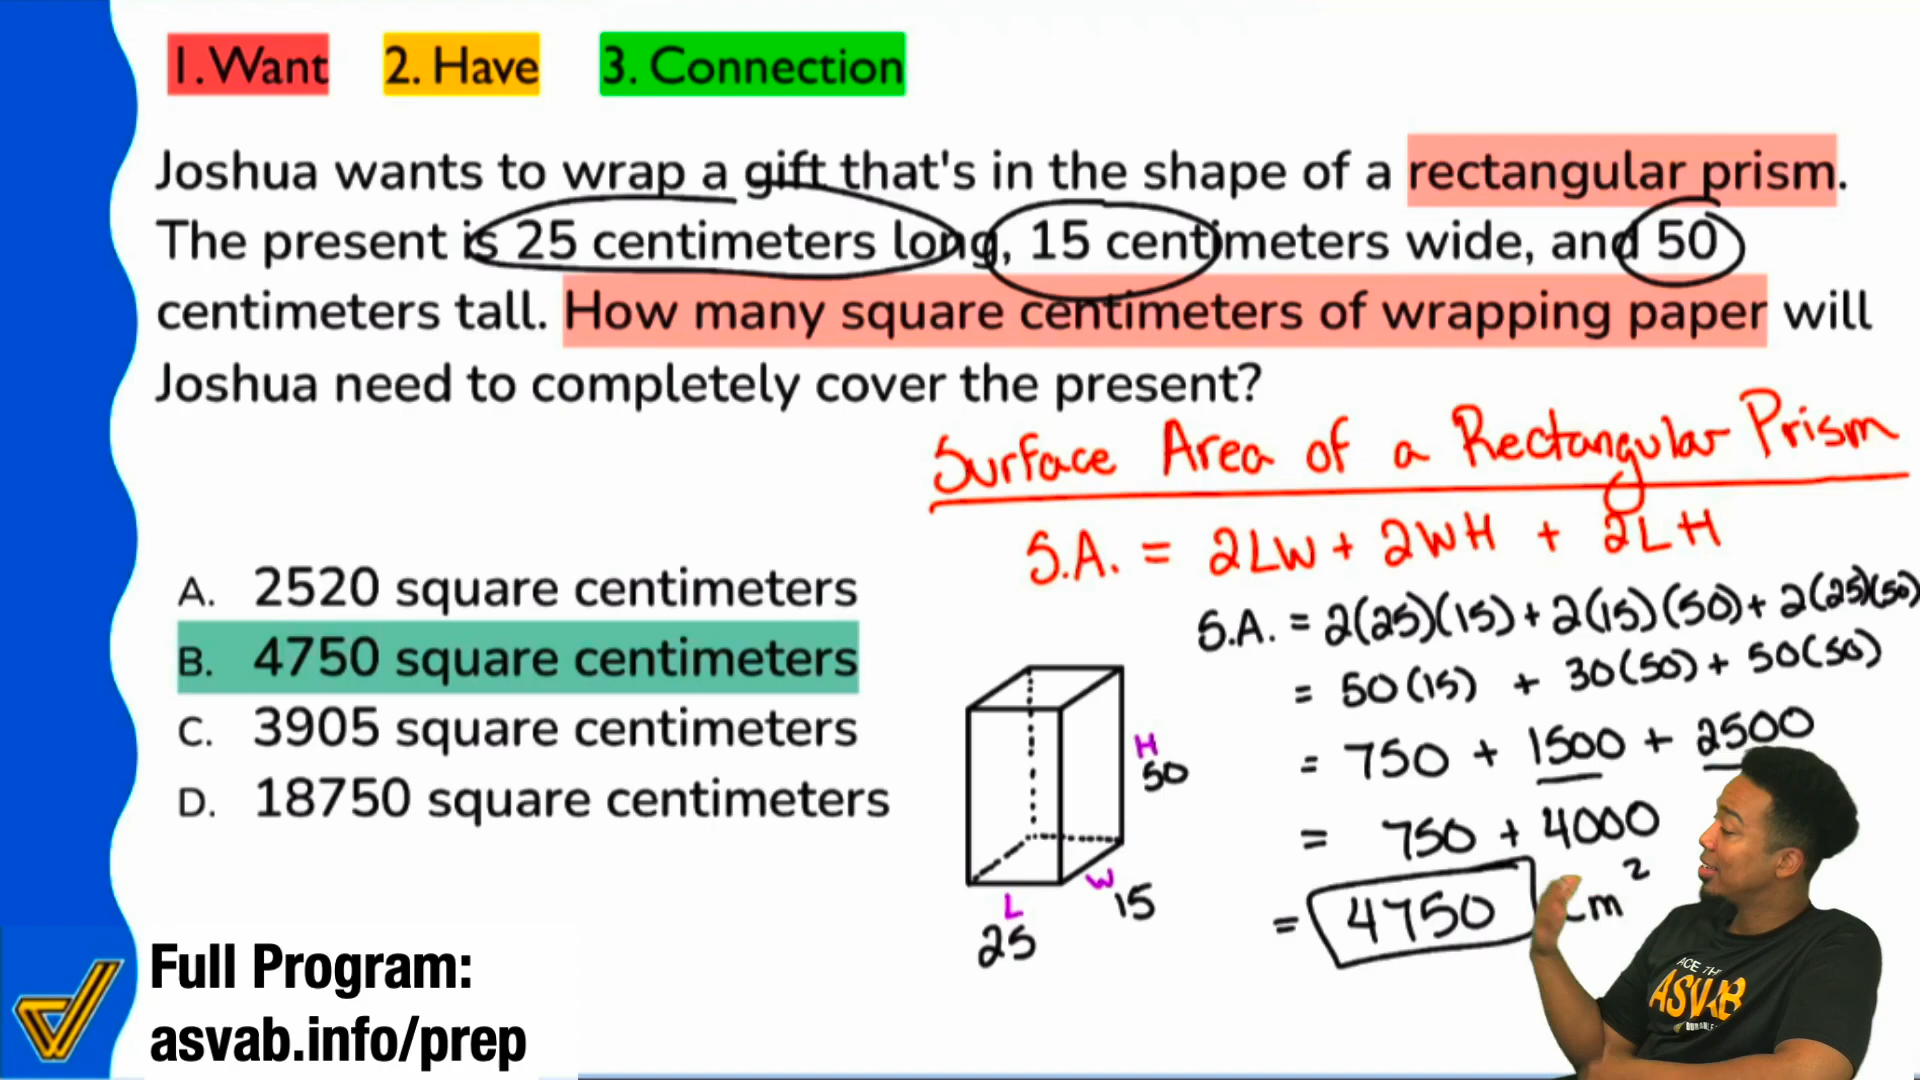 1. Want 2. Have 3. Connection
Joshua wants to wrap a gift that's in the shape of a rectangular prism.
The present is 25 centimeters long, 15 centimeters wide, and 50
centimeters tall. How many square centimeters of wrapping paper will
Joshua need to completely cover the present?
Surface Area of a Rectangular Prism
S.A. = 2LW + 2WH + 2LH
A. 2520 square centimeters
B. 4750 square centimeters
C. 3905 square centimeters
D. 18750 square centimeters
S.A. = 2(25)(15) + 2(15)(50) + 2(25)(50)
= 50(15) + 30(50) + 50(50)
= 750 + 1500 + 2500
= 750 + 4000
= 4750 cm²
H
50
W
15
L
25
Full Program:
asvab.info/prep
ACE TH
ASVAB